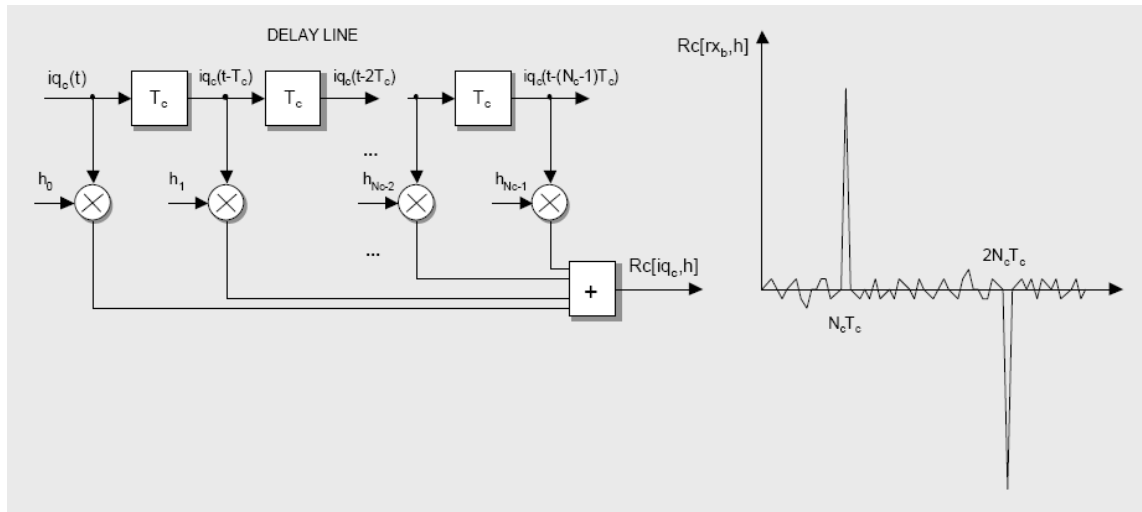 DELAY LINE
iq_c(t)
T_c
iq_c(t-T_c)
T_c
iq_c(t-2T_c)
T_c
iq_c(t-(N_c-1)T_c)
...
h_0
h_1
h_Nc-2
h_Nc-1
...
+
Rc[iq_c,h]
Rc[rx_b,h]
2N_cT_c
N_cT_c